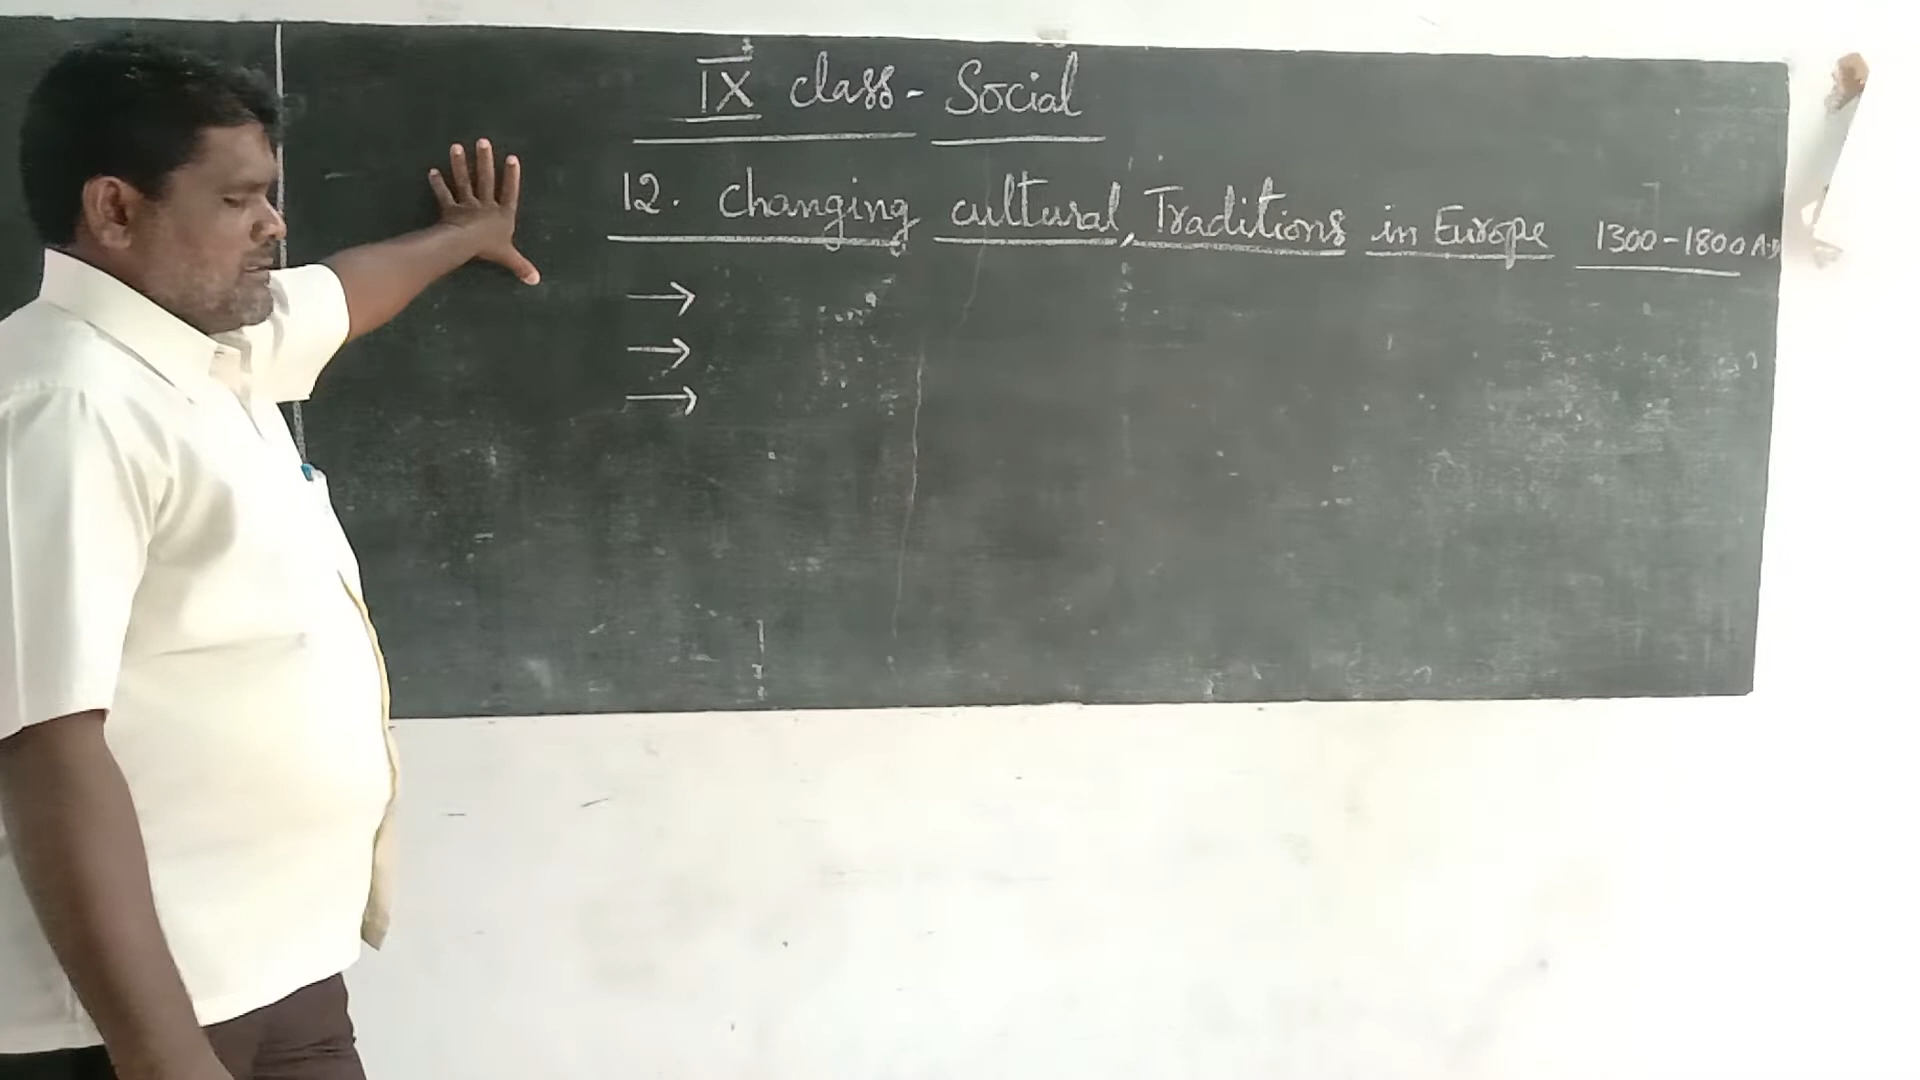 IX class - Social
12. Changing cultural, Traditions in Europe 1300-1800 A.D
→
→
→